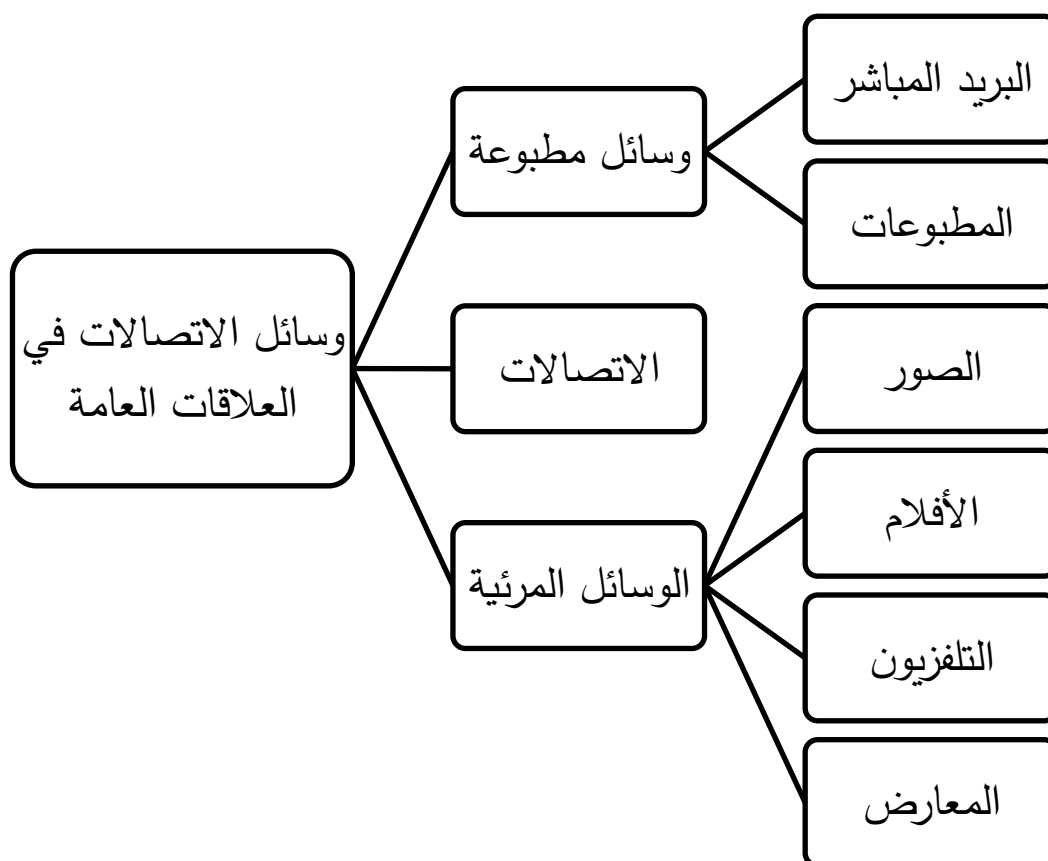 وسائل الاتصالات في
العلاقات العامة
وسائل مطبوعة
البريد المباشر
المطبوعات
الاتصالات
الوسائل المرئية
الصور
الأفلام
التلفزيون
المعارض